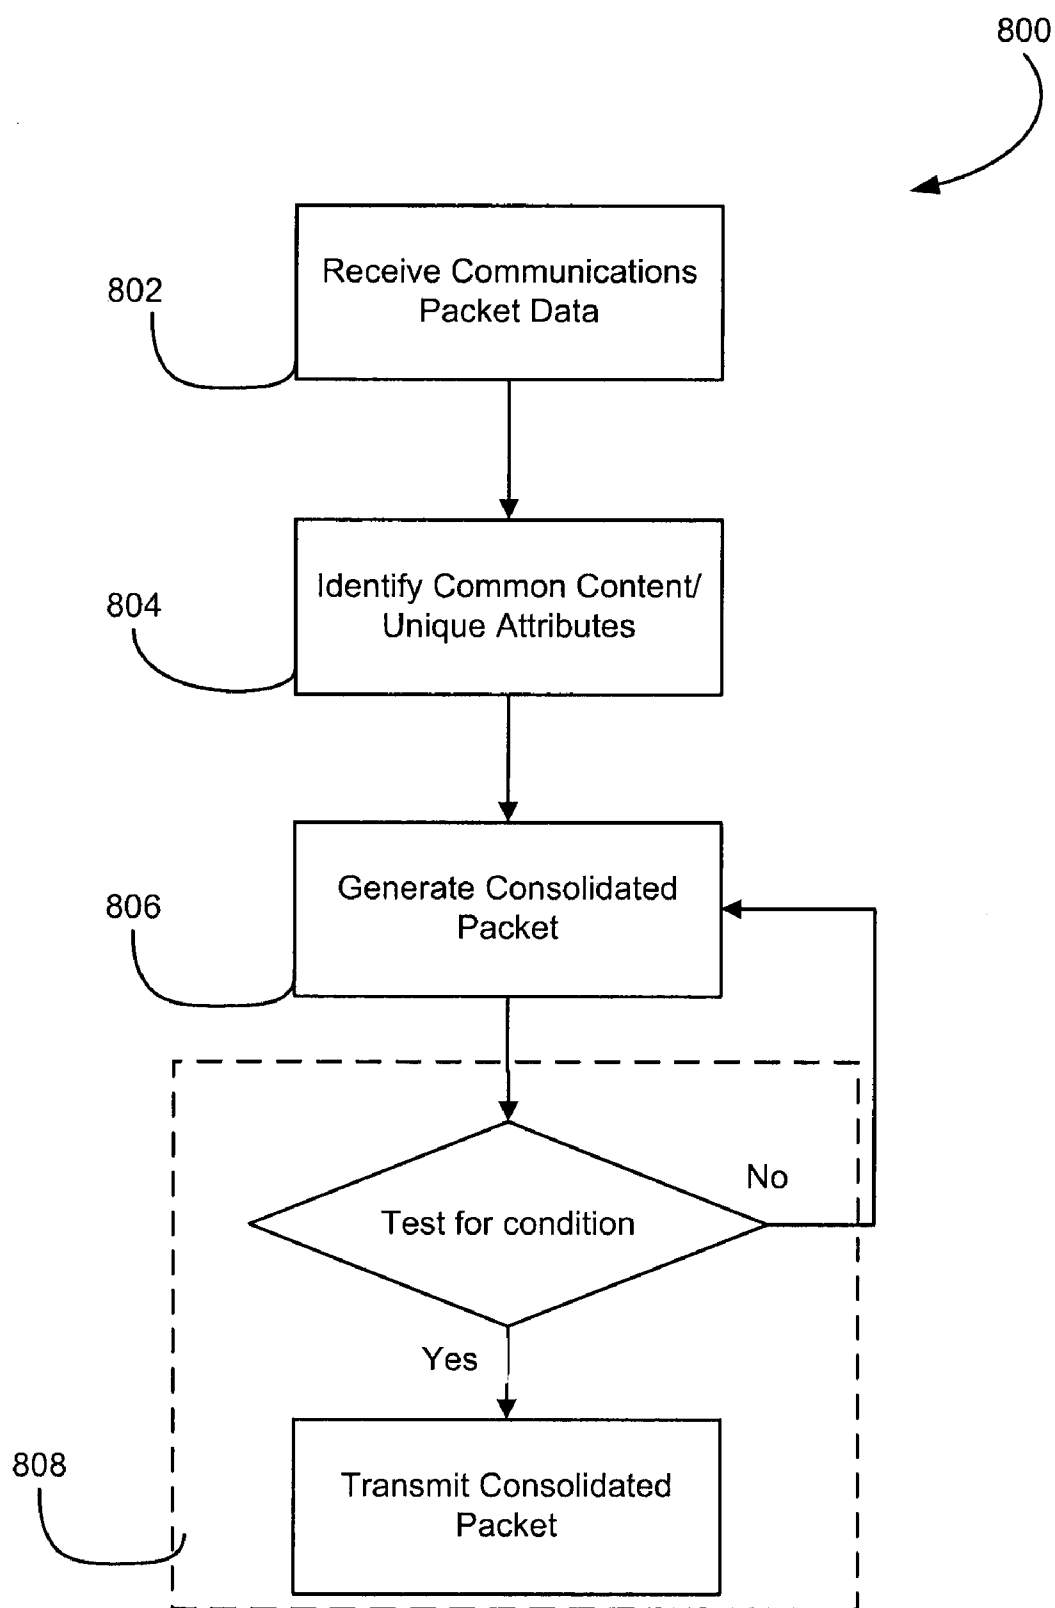 800
Receive Communications
Packet Data
802
Identify Common Content/
Unique Attributes
804
Generate Consolidated
Packet
806
Test for condition
No
Yes
Transmit Consolidated
Packet
808